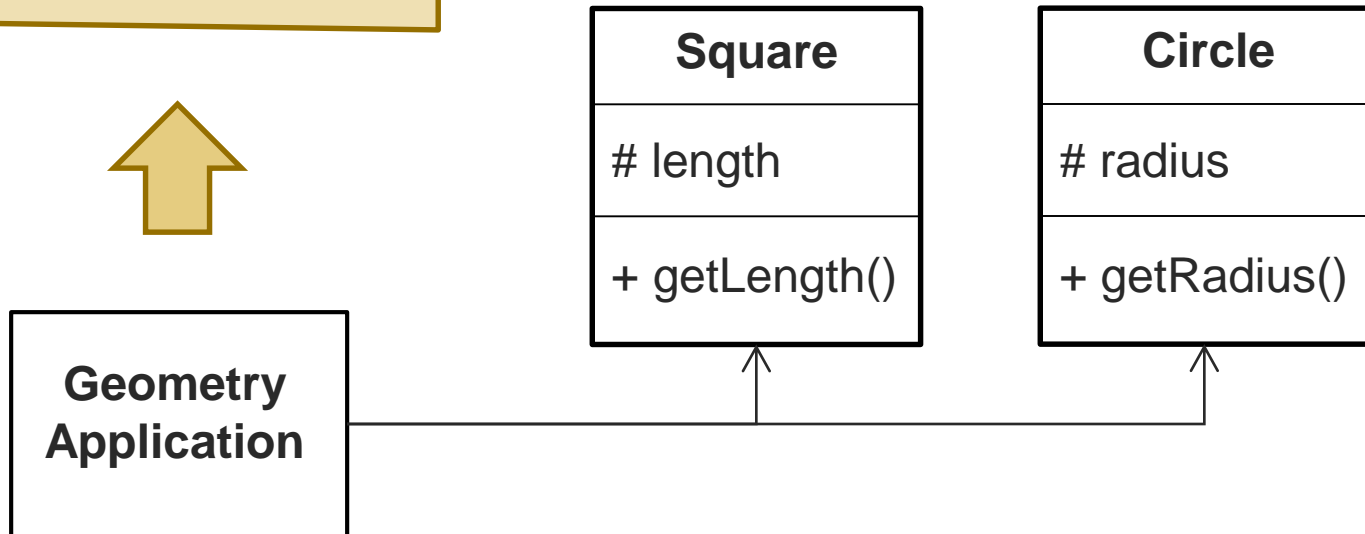 Square
# length
+ getLength()
Circle
# radius
+ getRadius()
Geometry
Application